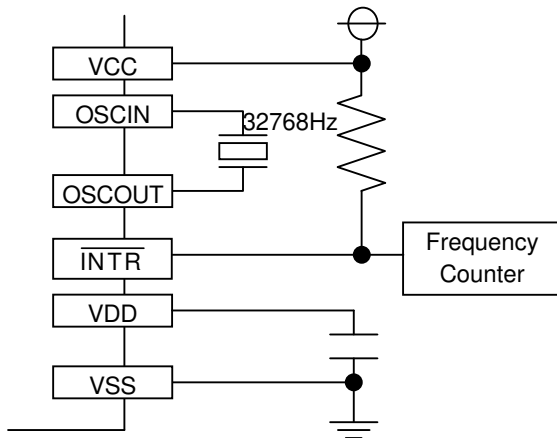 VCC
OSCIN
32768Hz
OSCOUT
INTR
Frequency
Counter
VDD
VSS